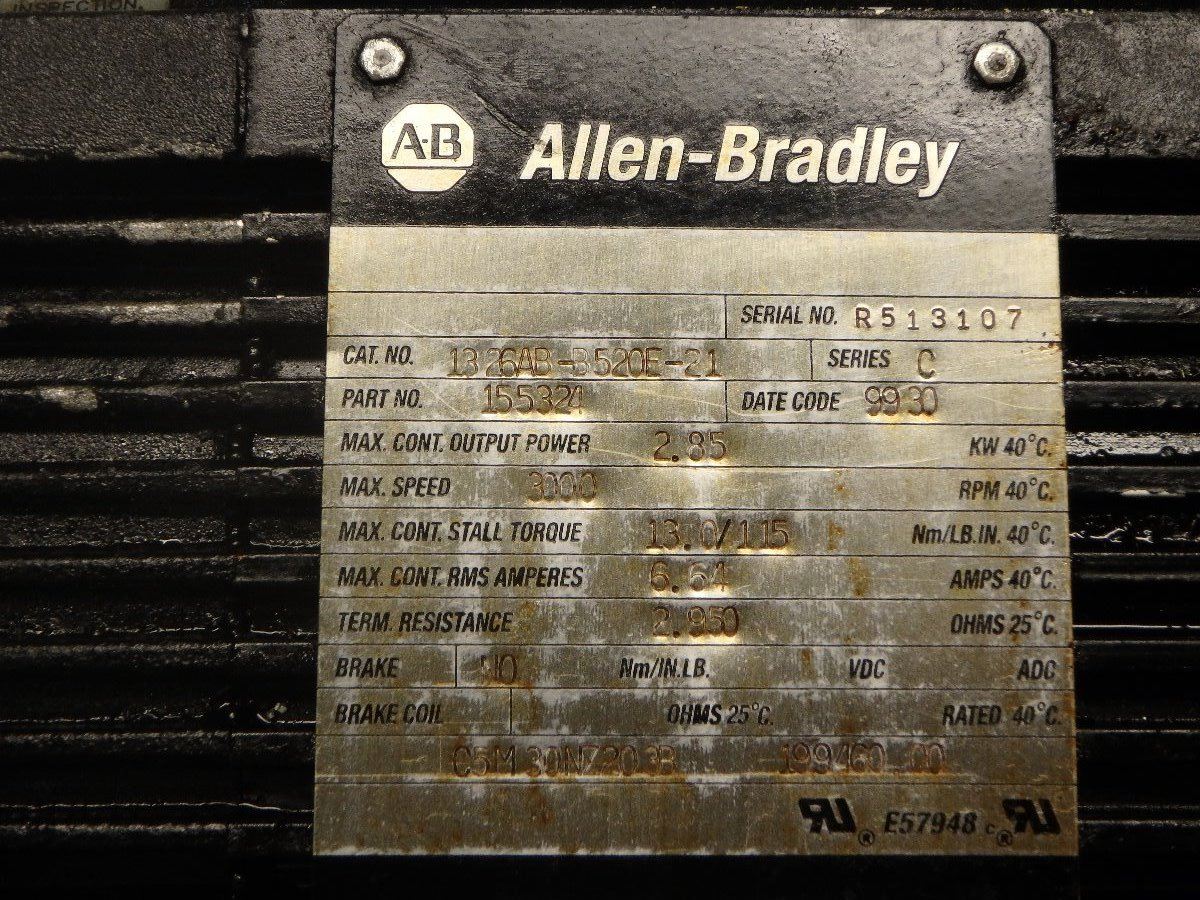 INSPECTION.
A-B Allen-Bradley
SERIAL NO. R513107
CAT. NO. 1326AB-B520E-21 SERIES C
PART NO. 155324 DATE CODE 9930
MAX. CONT. OUTPUT POWER 2.85 KW 40°C.
MAX. SPEED 3000 RPM 40°C.
MAX. CONT. STALL TORQUE 13.0/115 Nm/LB.IN. 40°C.
MAX. CONT. RMS AMPERES 6.64 AMPS 40°C.
TERM. RESISTANCE 2.950 OHMS 25°C.
BRAKE NO Nm/IN.LB. VDC ADC
BRAKE COIL OHMS 25°C. RATED 40°C.
E57948